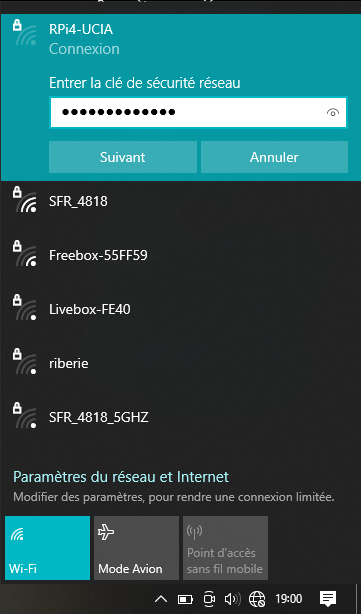 RPi4-UCIA
Connexion
Entrer la clé de sécurité réseau
●●●●●●●●●●●●●
Suivant
Annuler
SFR_4818
Freebox-55FF59
Livebox-FE40
riberie
SFR_4818_5GHZ
Paramètres du réseau et Internet
Modifier des paramètres, pour rendre une connexion limitée.
Wi-Fi
Mode Avion
Point d'accès
sans fil mobile
19:00